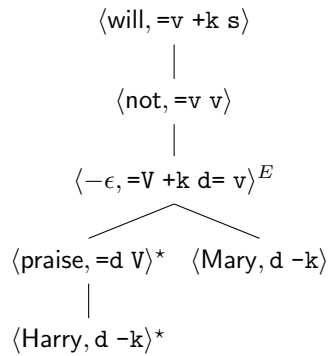 ⟨will, =v +k s⟩
⟨not, =v v⟩
⟨−ϵ, =V +k d= v⟩E
⟨praise, =d V⟩⋆ ⟨Mary, d -k⟩
⟨Harry, d -k⟩⋆